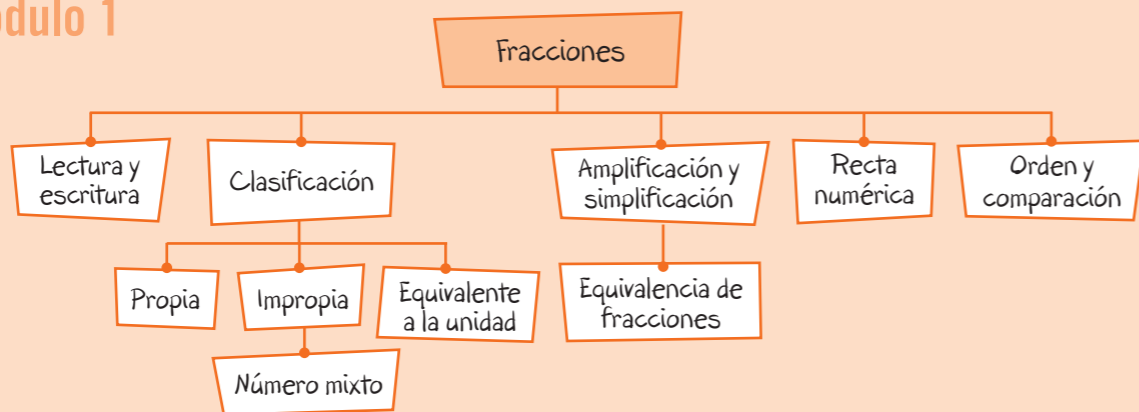 ódulo 1
Fracciones
Lectura y
escritura
Clasificación
Amplificación y
simplificación
Recta
numérica
Orden y
comparación
Propia
Impropia
Equivalente
a la unidad
Equivalencia de
fracciones
Número mixto